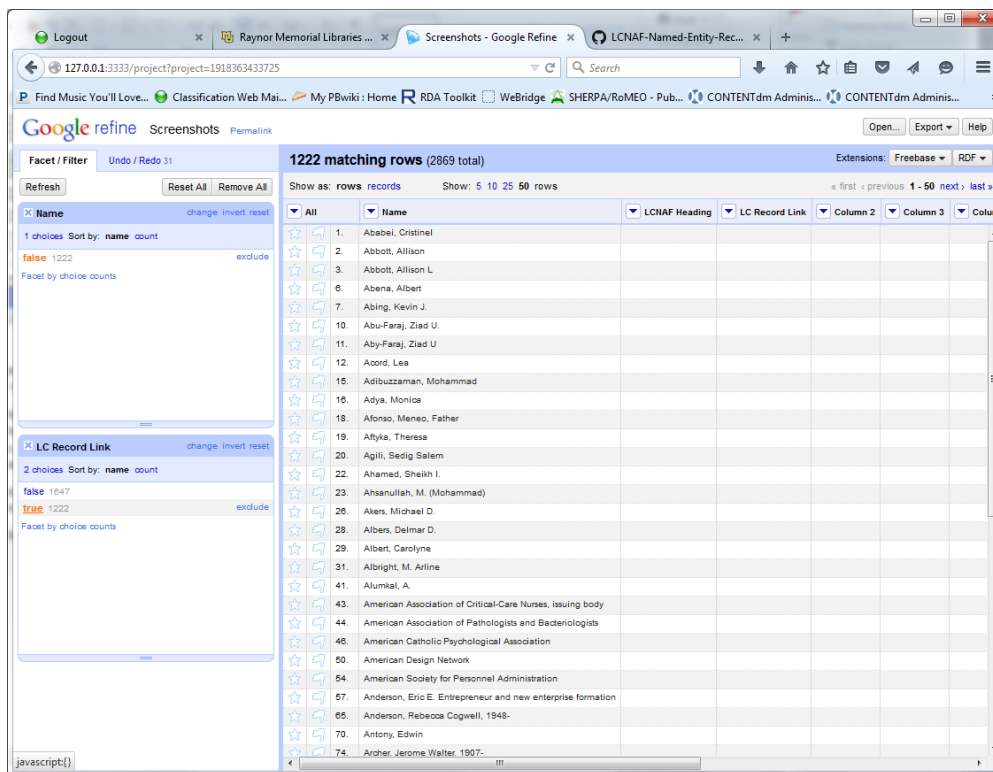 Logout
Raynor Memorial Libraries ...
Screenshots - Google Refine
LCNAF-Named-Entity-Rec...
127.0.0.1:3333/project?project=1918363433725
Search
Find Music You'll Love... Classification Web Mai... My PBwiki : Home RDA Toolkit WeBridge SHERPA/RoMEO - Pub... CONTENTdm Adminis... CONTENTdm Adminis...
Google refine Screenshots Permalink
Open... Export Help
Facet / Filter Undo / Redo 31
1222 matching rows (2869 total)
Extensions: Freebase RDF
Refresh Reset All Remove All
Show as: rows records Show: 5 10 25 50 rows
« first ‹ previous 1 - 50 next › last »
Name change invert reset
1 choices Sort by: name count
false 1222 exclude
Facet by choice counts
LC Record Link change invert reset
2 choices Sort by: name count
false 1647
true 1222 exclude
Facet by choice counts
All Name LCNAF Heading LC Record Link Column 2 Column 3 Colu
1. Ababei, Cristinel
2. Abbott, Allison
3. Abbott, Allison L
6. Abena, Albert
7. Abing, Kevin J.
10. Abu-Faraj, Ziad U.
11. Aby-Faraj, Ziad U
12. Acord, Lea
15. Adibuzzaman, Mohammad
16. Adya, Monica
18. Afonso, Meneo, Father
19. Aftyka, Theresa
20. Agili, Sedig Salem
22. Ahamed, Sheikh I.
23. Ahsanullah, M. (Mohammad)
26. Akers, Michael D.
28. Albers, Delmar D.
29. Albert, Carolyne
31. Albright, M. Arline
41. Alumkal, A.
43. American Association of Critical-Care Nurses, issuing body
44. American Association of Pathologists and Bacteriologists
46. American Catholic Psychological Association
50. American Design Network
54. American Society for Personnel Administration
57. Anderson, Eric E. Entrepreneur and new enterprise formation
65. Anderson, Rebecca Cogwell, 1948-
70. Antony, Edwin
74. Archer, Jerome Walter, 1907-
javascript:{}